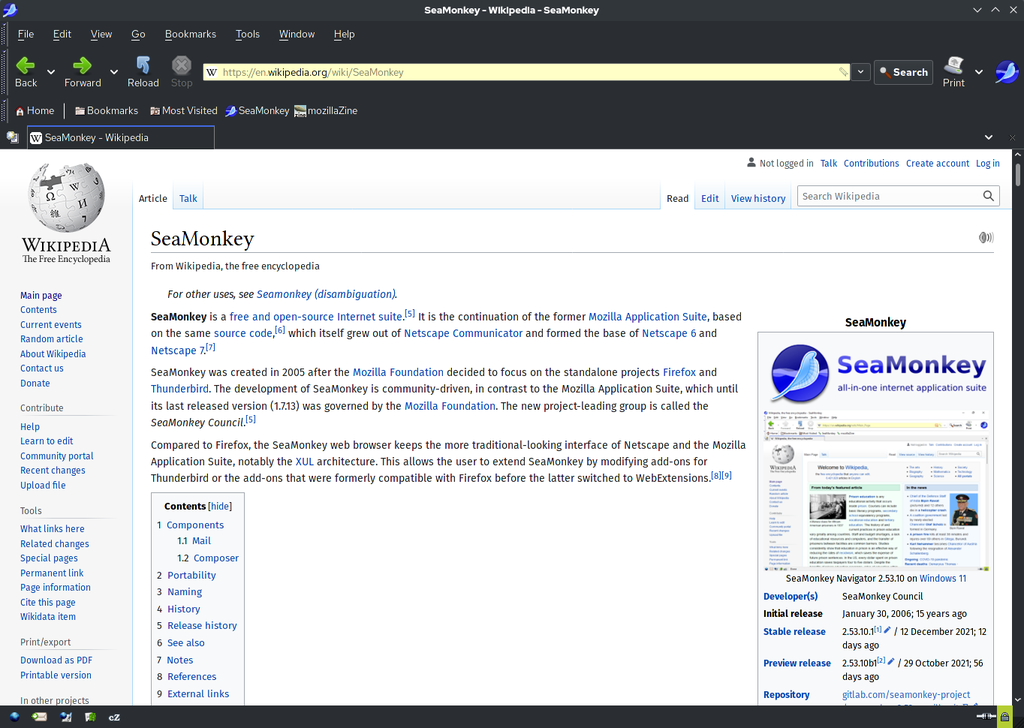 SeaMonkey - Wikipedia - SeaMonkey
File Edit View Go Bookmarks Tools Window Help
Back Forward Reload Stop
W https://en.wikipedia.org/wiki/SeaMonkey
Search
Print
Home Bookmarks Most Visited SeaMonkey mozillaZine
W SeaMonkey - Wikipedia
Not logged in Talk Contributions Create account Log in
WIKIPEDIA
The Free Encyclopedia
Article Talk
Read Edit View history
Search Wikipedia
Main page
Contents
Current events
Random article
About Wikipedia
Contact us
Donate
Contribute
Help
Learn to edit
Community portal
Recent changes
Upload file
Tools
What links here
Related changes
Special pages
Permanent link
Page information
Cite this page
Wikidata item
Print/export
Download as PDF
Printable version
In other projects
SeaMonkey
From Wikipedia, the free encyclopedia
For other uses, see Seamonkey (disambiguation).
SeaMonkey is a free and open-source Internet suite.[5] It is the continuation of the former Mozilla Application Suite, based
on the same source code,[6] which itself grew out of Netscape Communicator and formed the base of Netscape 6 and
Netscape 7.[7]
SeaMonkey was created in 2005 after the Mozilla Foundation decided to focus on the standalone projects Firefox and
Thunderbird. The development of SeaMonkey is community-driven, in contrast to the Mozilla Application Suite, which until
its last released version (1.7.13) was governed by the Mozilla Foundation. The new project-leading group is called the
SeaMonkey Council.[5]
Compared to Firefox, the SeaMonkey web browser keeps the more traditional-looking interface of Netscape and the Mozilla
Application Suite, notably the XUL architecture. This allows the user to extend SeaMonkey by modifying add-ons for
Thunderbird or the add-ons that were formerly compatible with Firefox before the latter switched to WebExtensions.[8][9]
Contents [hide]
1 Components
1.1 Mail
1.2 Composer
2 Portability
3 Naming
4 History
5 Release history
6 See also
7 Notes
8 References
9 External links
SeaMonkey
SeaMonkey
all-in-one internet application suite
Welcome to Wikipedia,
SeaMonkey Navigator 2.53.10 on Windows 11
Developer(s) SeaMonkey Council
Initial release January 30, 2006; 15 years ago
Stable release 2.53.10.1[1] / 12 December 2021; 12
days ago
Preview release 2.53.10b1[2] / 29 October 2021; 56
days ago
Repository gitlab.com/seamonkey-project
cZ